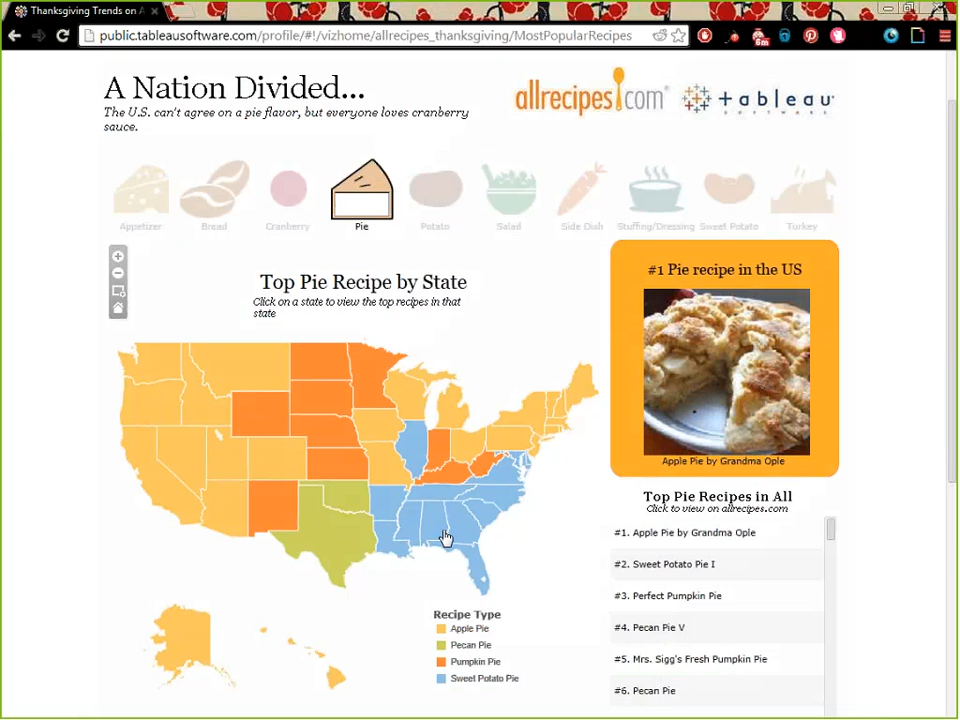 Thanksgiving Trends on A
public.tableausoftware.com/profile/#!/vizhome/allrecipes_thanksgiving/MostPopularRecipes
6m
A Nation Divided...
The U.S. can't agree on a pie flavor, but everyone loves cranberry
sauce.
allrecipes.com
tableau
SOFTWARE
Appetizer
Bread
Cranberry
Pie
Potato
Salad
Side Dish
Stuffing/Dressing
Sweet Potato
Turkey
Top Pie Recipe by State
Click on a state to view the top recipes in that
state
#1 Pie recipe in the US
Apple Pie by Grandma Ople
Top Pie Recipes in All
Click to view on allrecipes.com
#1. Apple Pie by Grandma Ople
#2. Sweet Potato Pie I
#3. Perfect Pumpkin Pie
#4. Pecan Pie V
#5. Mrs. Sigg's Fresh Pumpkin Pie
#6. Pecan Pie
Recipe Type
Apple Pie
Pecan Pie
Pumpkin Pie
Sweet Potato Pie